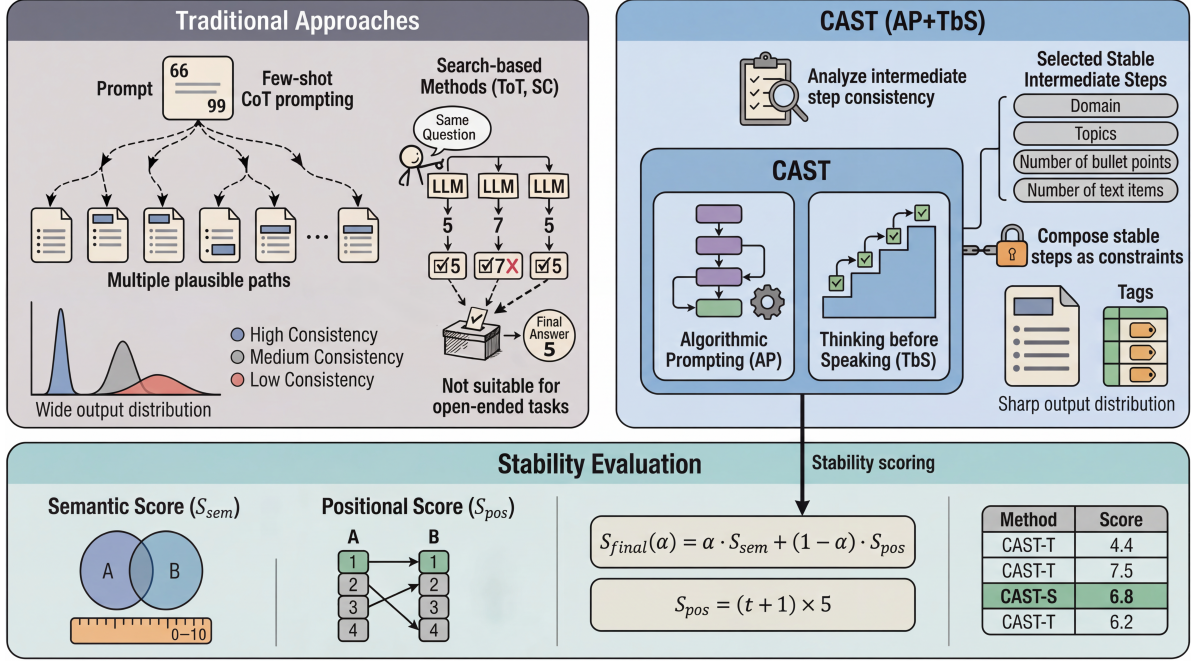 Traditional Approaches
Prompt
66
99
Few-shot
CoT prompting
Multiple plausible paths
High Consistency
Medium Consistency
Low Consistency
Wide output distribution
Search-based
Methods (ToT, SC)
Same
Question
LLM
LLM
LLM
5
7
5
5
7
5
Final
Answer
5
Not suitable for
open-ended tasks
CAST (AP+TbS)
Analyze intermediate
step consistency
Selected Stable
Intermediate Steps
Domain
Topics
Number of bullet points
Number of text items
CAST
Algorithmic
Prompting (AP)
Thinking before
Speaking (TbS)
Compose stable
steps as constraints
Tags
Sharp output distribution
Stability Evaluation
Stability scoring
Semantic Score (S_sem)
A
B
0–10
Positional Score (S_pos)
A B
1 1
2 2
3 3
4 4
S_final(α) = α · S_sem + (1 − α) · S_pos
S_pos = (t + 1) × 5
Method Score
CAST-T 4.4
CAST-T 7.5
CAST-S 6.8
CAST-T 6.2